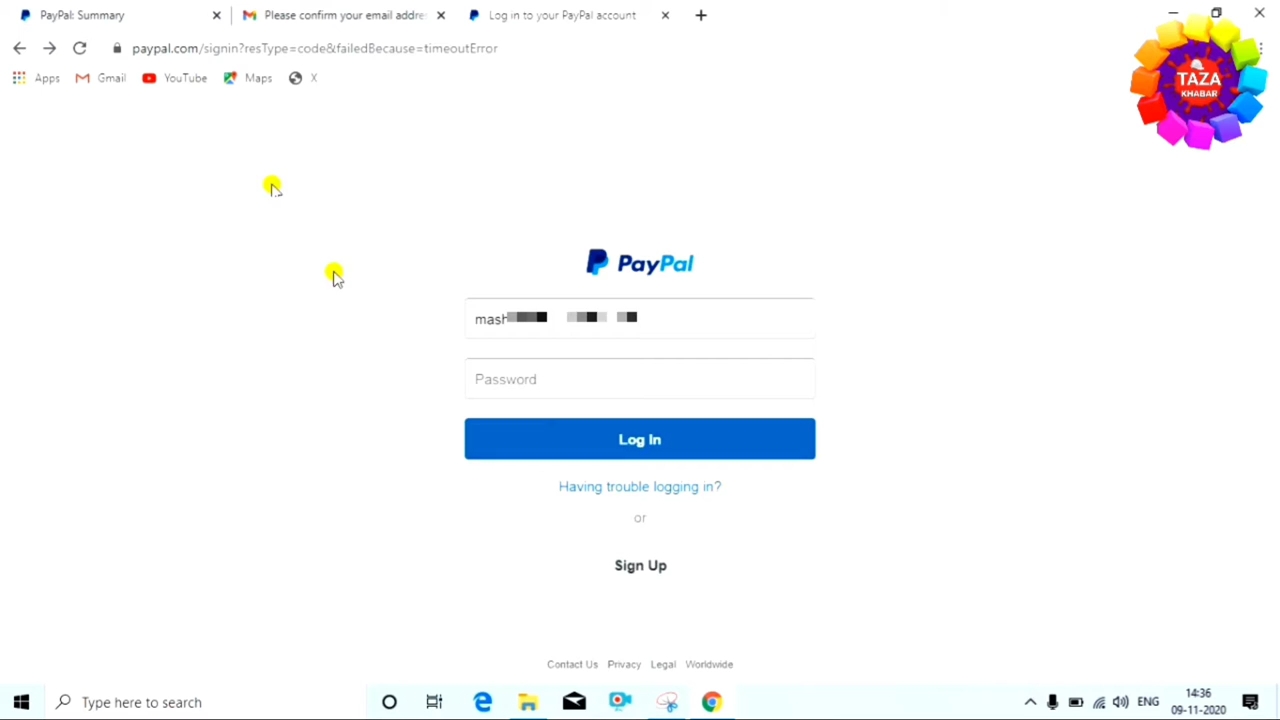 PayPal: Summary
Please confirm your email addre
Log in to your PayPal account
paypal.com/signin?resType=code&failedBecause=timeoutError
Apps Gmail YouTube Maps X
TAZA
KHABAR
PayPal
mash
Password
Log In
Having trouble logging in?
or
Sign Up
Contact Us Privacy Legal Worldwide
Type here to search
ENG
14:36
09-11-2020